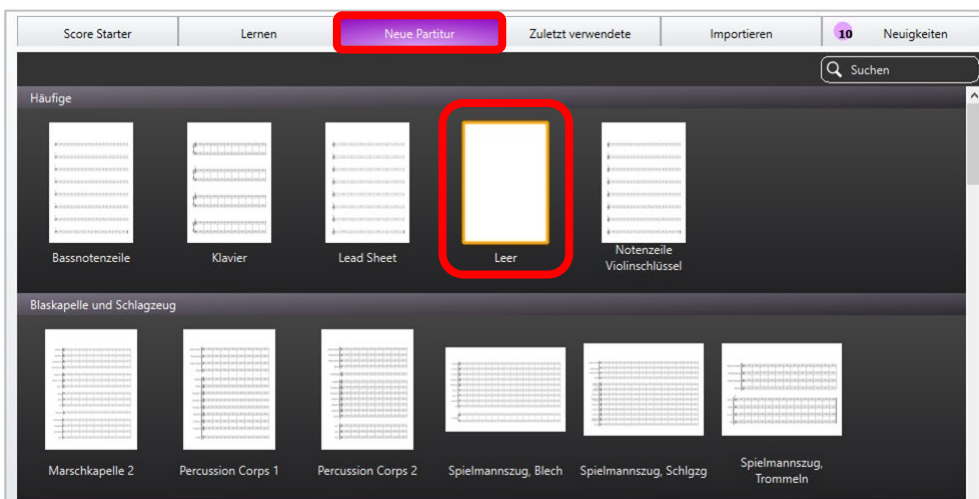 Score Starter
Lernen
Neue Partitur
Zuletzt verwendete
Importieren
10
Neuigkeiten
Suchen
Häufige
Bassnotenzeile
Klavier
Lead Sheet
Leer
Notenzeile
Violinschlüssel
Blaskapelle und Schlagzeug
Marschkapelle 2
Percussion Corps 1
Percussion Corps 2
Spielmannszug, Blech
Spielmannszug, Schlgzg
Spielmannszug,
Trommeln